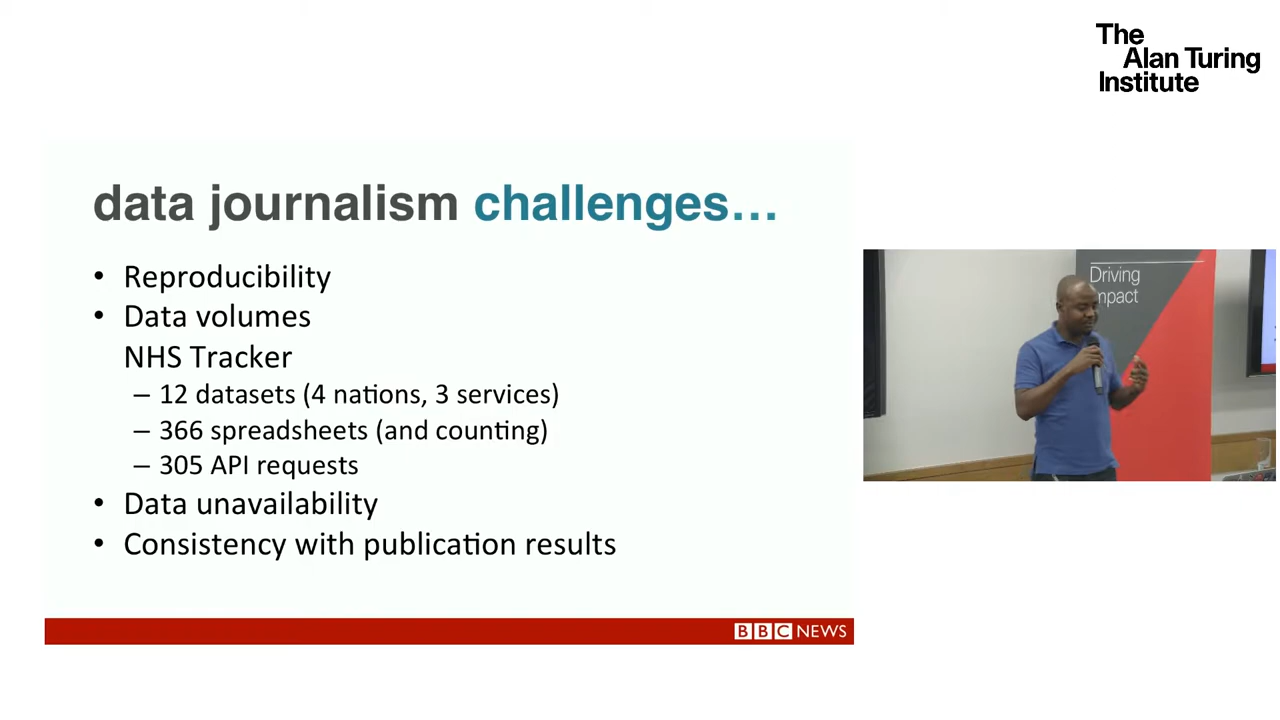 The
Alan Turing
Institute
data journalism challenges...
• Reproducibility
• Data volumes
NHS Tracker
– 12 datasets (4 nations, 3 services)
– 366 spreadsheets (and counting)
– 305 API requests
• Data unavailability
• Consistency with publication results
BBC NEWS
Driving
mpact